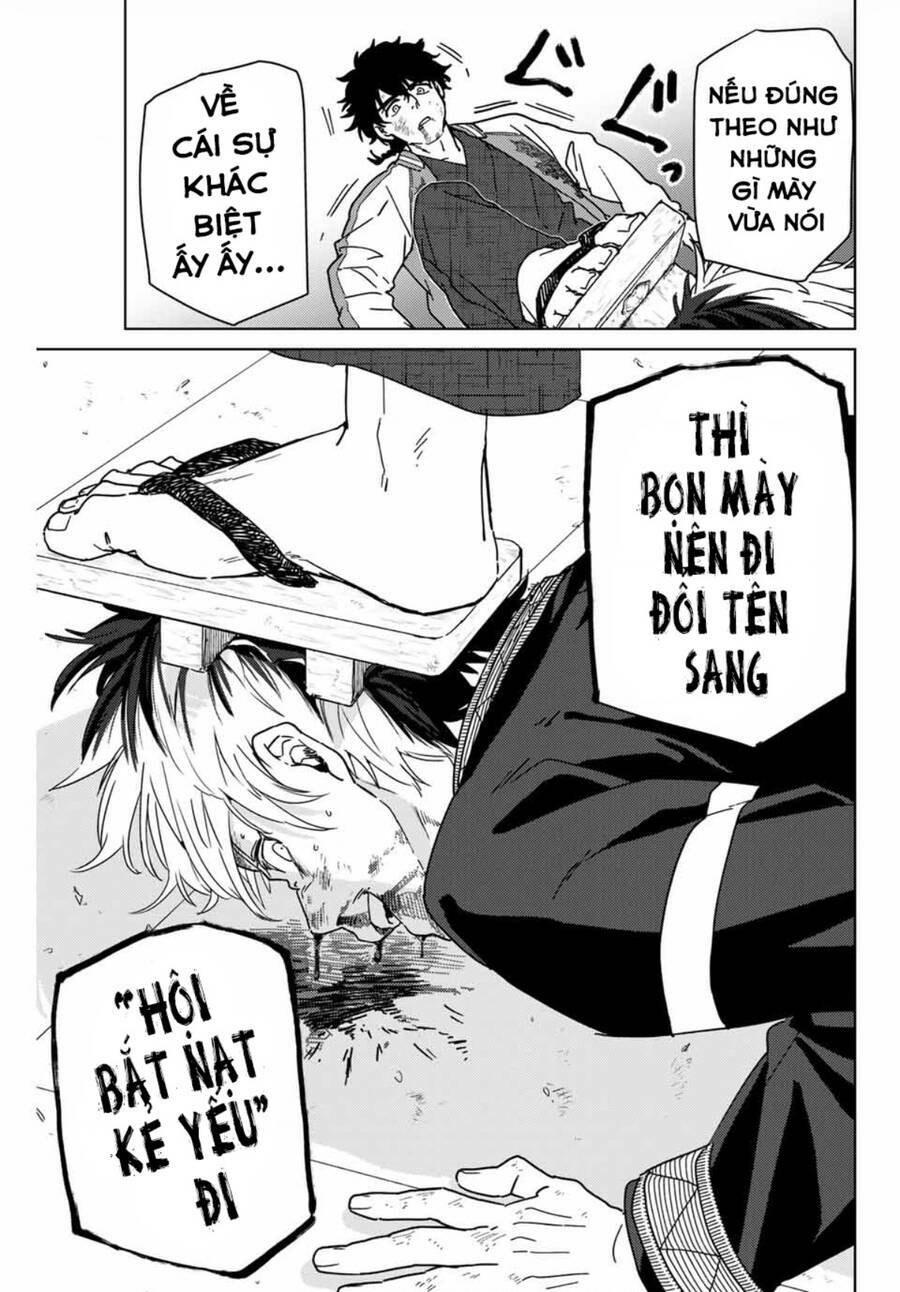 NẾU ĐÚNG
THEO NHƯ
NHỮNG
GÌ MÀY
VỪA NÓI
VỀ
CÁI SỰ
KHÁC
BIỆT
ẤY ẤY...
THÌ
BỌN MÀY
NÊN ĐI
ĐỔI TÊN
SANG
"HỘI
BẮT NẠT
KẺ YẾU"
ĐI